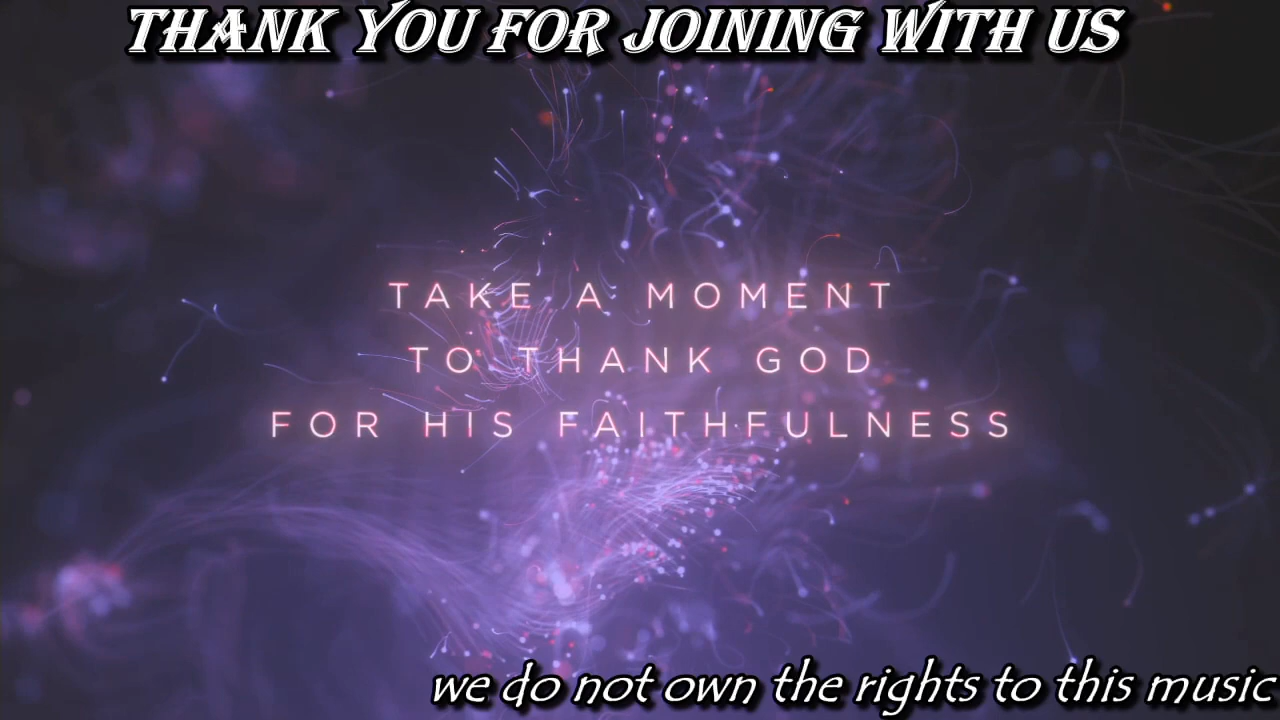 THANK YOU FOR JOINING WITH US
TAKE A MOMENT
TO THANK GOD
FOR HIS FAITHFULNESS
we do not own the rights to this music